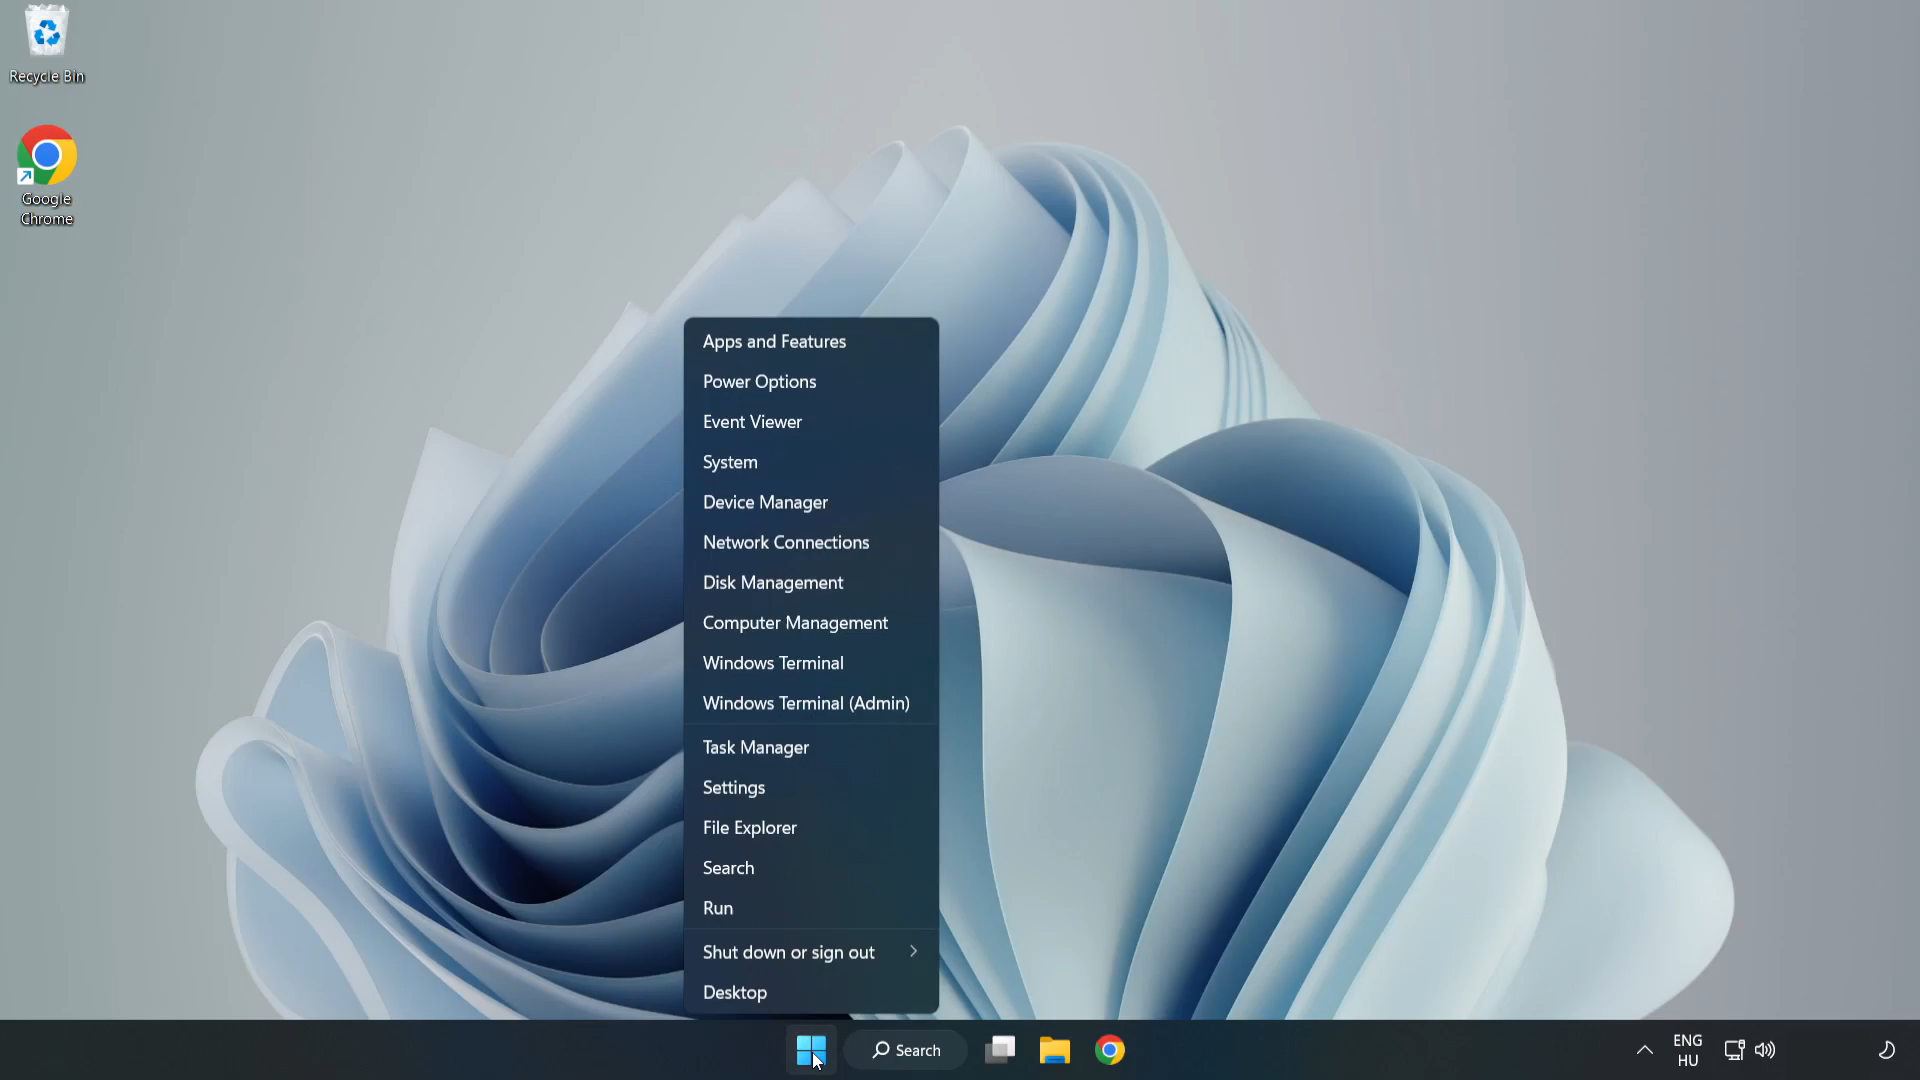 Recycle Bin
Google
Chrome
Apps and Features
Power Options
Event Viewer
System
Device Manager
Network Connections
Disk Management
Computer Management
Windows Terminal
Windows Terminal (Admin)
Task Manager
Settings
File Explorer
Search
Run
Shut down or sign out
Desktop
Search
ENG
HU